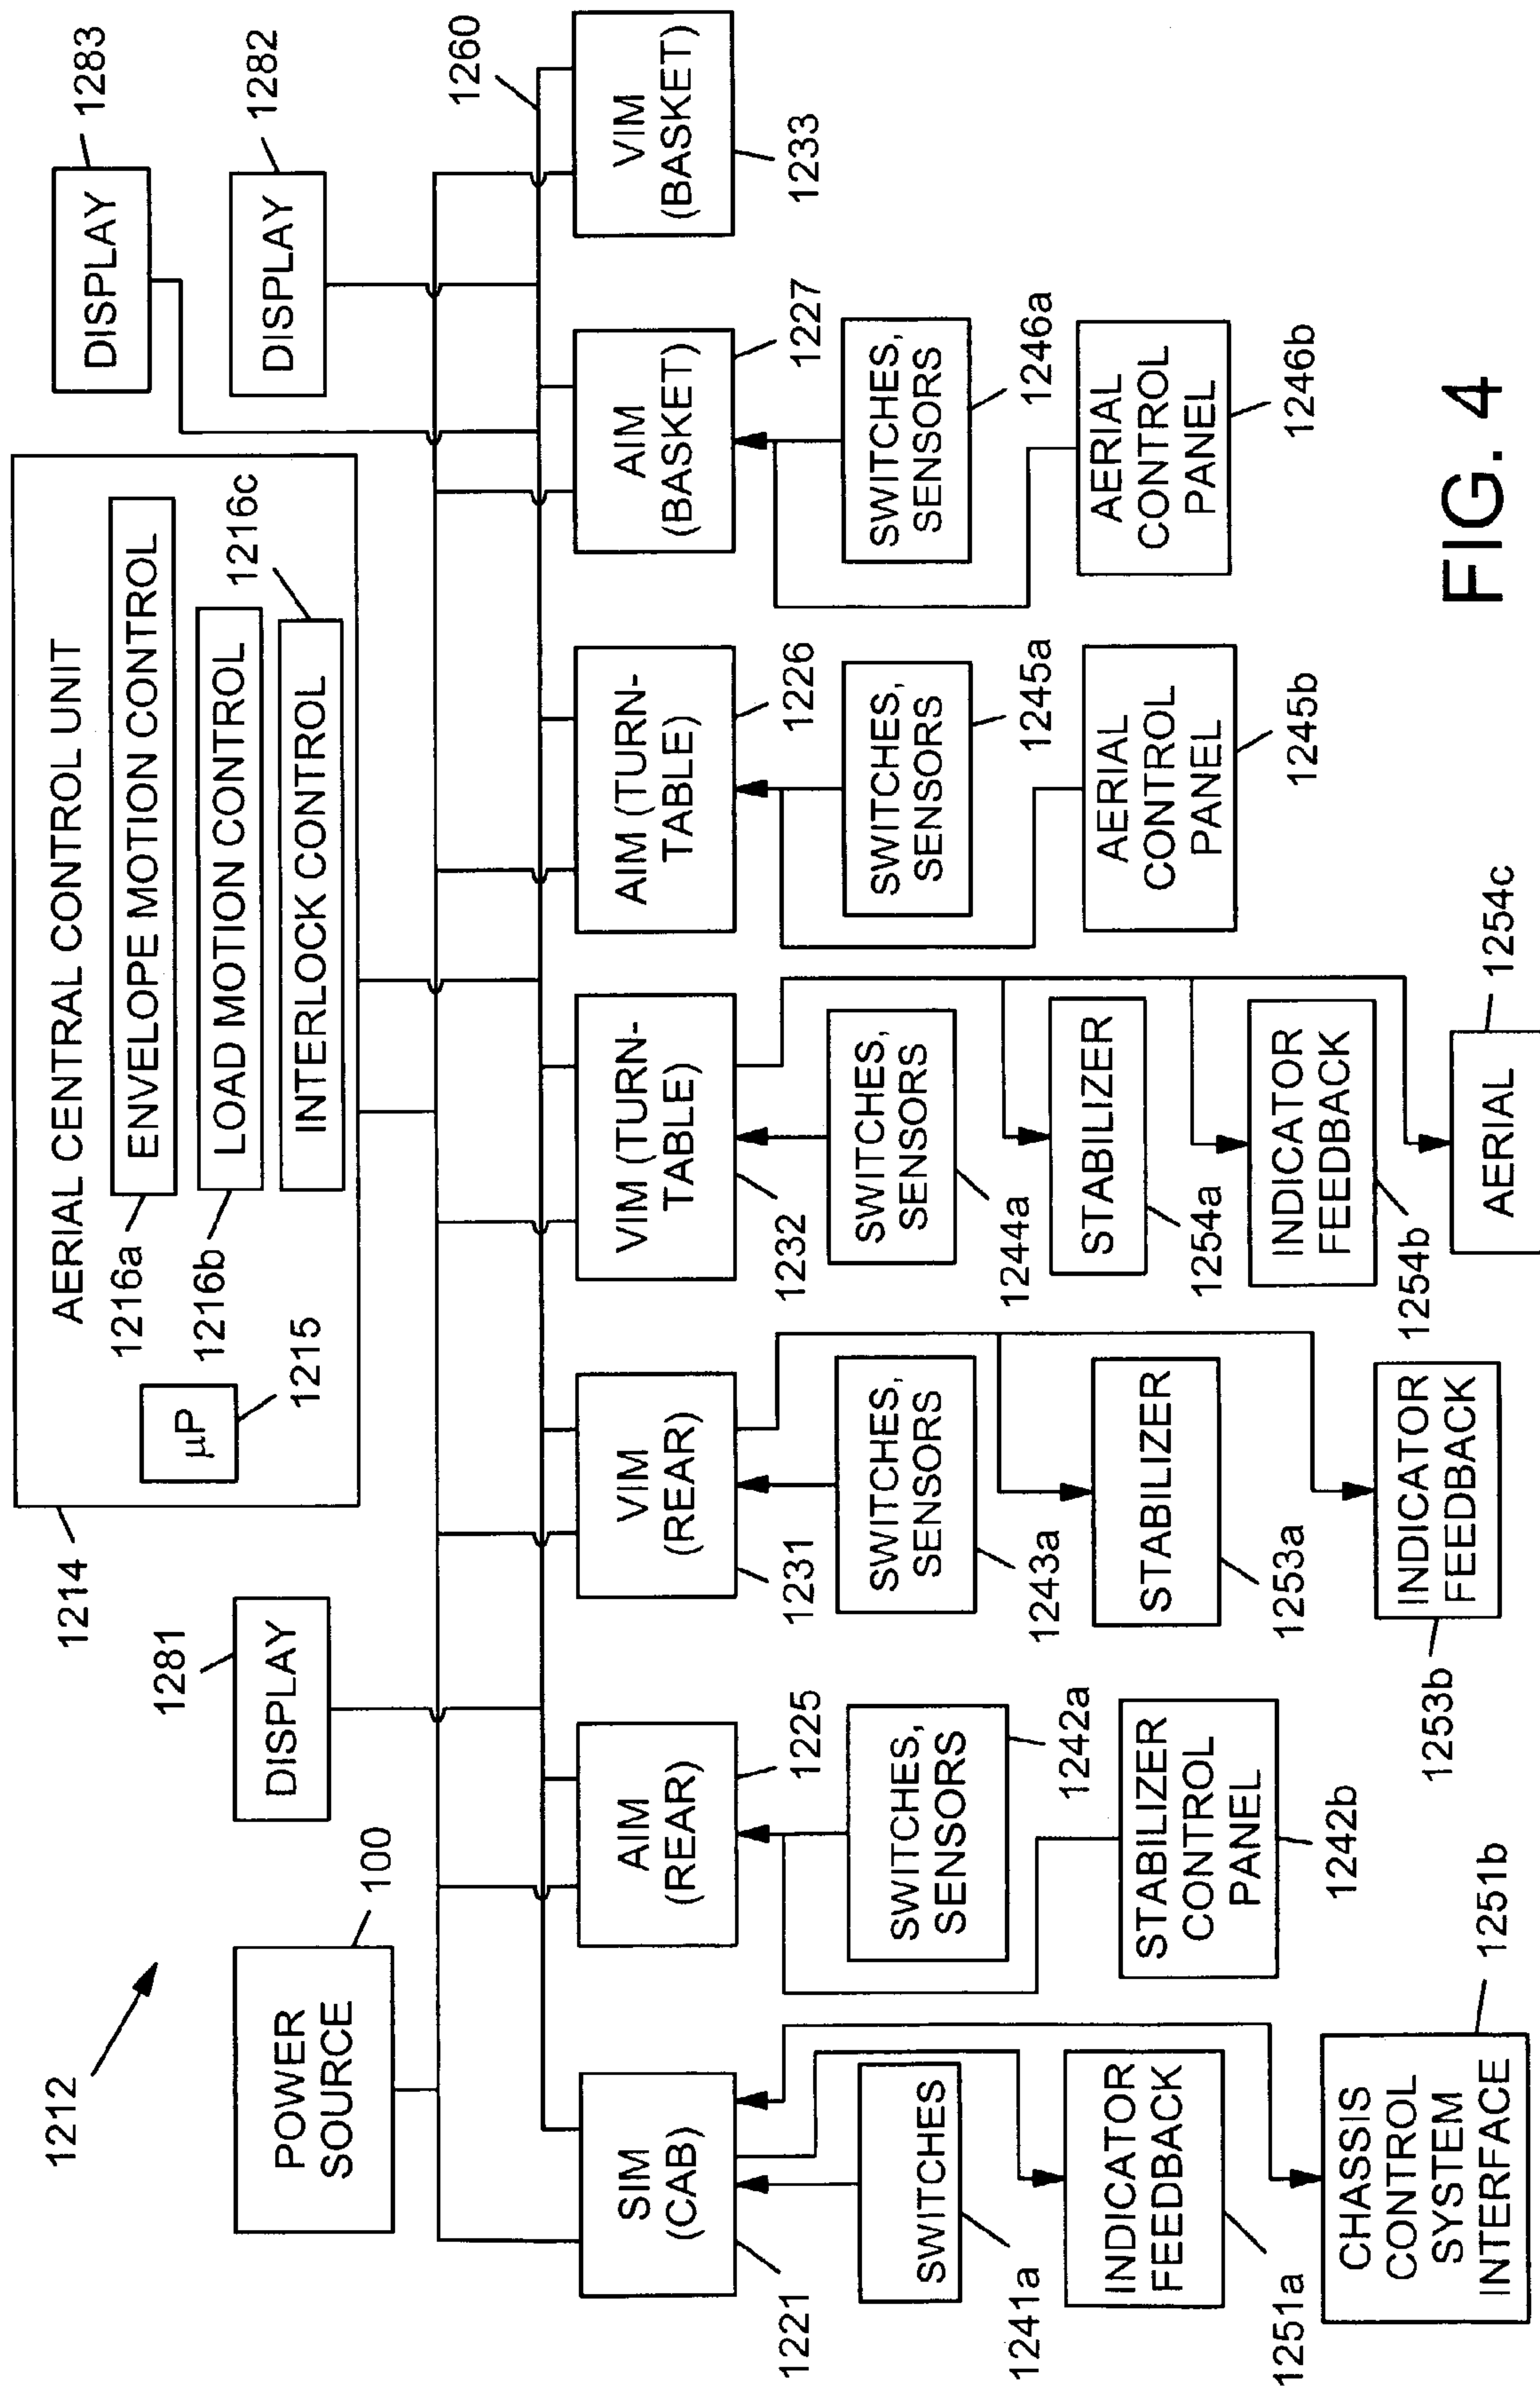 1212
POWER
SOURCE
100
DISPLAY
1281
1214
AERIAL CENTRAL CONTROL UNIT
µP
1215
ENVELOPE MOTION CONTROL
1216a
LOAD MOTION CONTROL
1216b
INTERLOCK CONTROL
1216c
DISPLAY
1283
DISPLAY
1282
1260
SIM
(CAB)
1221
AIM
(REAR)
1225
VIM
(REAR)
1231
VIM (TURN-
TABLE)
1232
AIM (TURN-
TABLE)
1226
AIM
(BASKET)
1227
VIM
(BASKET)
1233
SWITCHES
1241a
INDICATOR
FEEDBACK
1251a
CHASSIS
CONTROL
SYSTEM
INTERFACE
1251b
SWITCHES,
SENSORS
1242a
STABILIZER
CONTROL
PANEL
1242b
SWITCHES,
SENSORS
1243a
STABILIZER
1253a
INDICATOR
FEEDBACK
1253b
SWITCHES,
SENSORS
1244a
STABILIZER
1254a
INDICATOR
FEEDBACK
1254b
AERIAL
1254c
SWITCHES,
SENSORS
1245a
AERIAL
CONTROL
PANEL
1245b
SWITCHES,
SENSORS
1246a
AERIAL
CONTROL
PANEL
1246b
FIG. 4